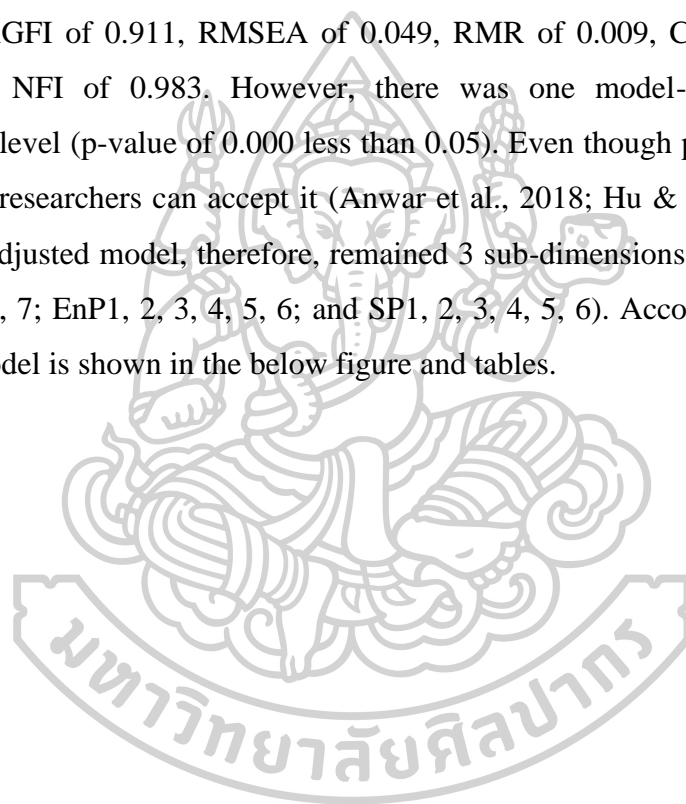 GFI of 0.911, RMSEA of 0.049, RMR of 0.009, C
NFI of 0.983. However, there was one model-
level (p-value of 0.000 less than 0.05). Even though p
researchers can accept it (Anwar et al., 2018; Hu &
djusted model, therefore, remained 3 sub-dimensions
, 7; EnP1, 2, 3, 4, 5, 6; and SP1, 2, 3, 4, 5, 6). Acco
del is shown in the below figure and tables.
มหาวิทยาลัยศิลปากร